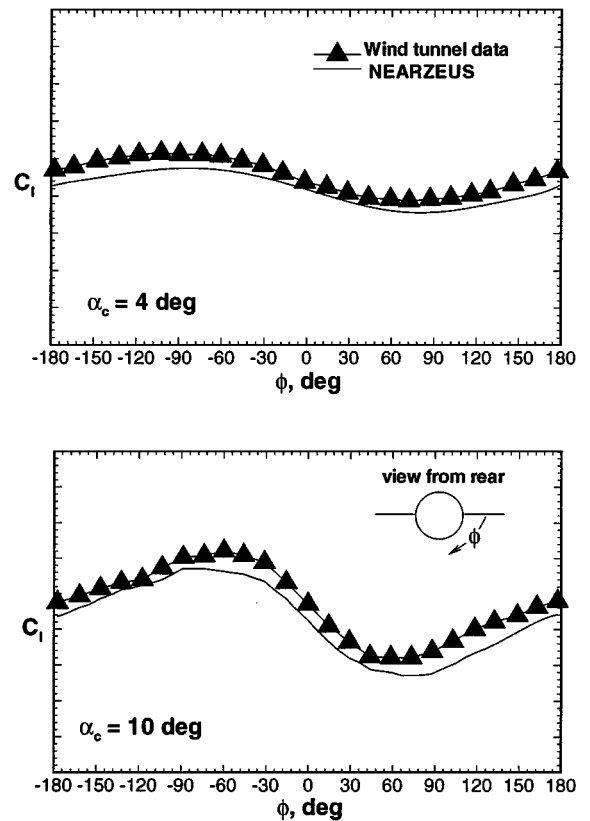 Wind tunnel data
NEARZEUS
Cₗ
α꜀ = 4 deg
-180 -150 -120 -90 -60 -30 0 30 60 90 120 150 180
ϕ, deg
view from rear
ϕ
Cₗ
α꜀ = 10 deg
-180 -150 -120 -90 -60 -30 0 30 60 90 120 150 180
ϕ, deg